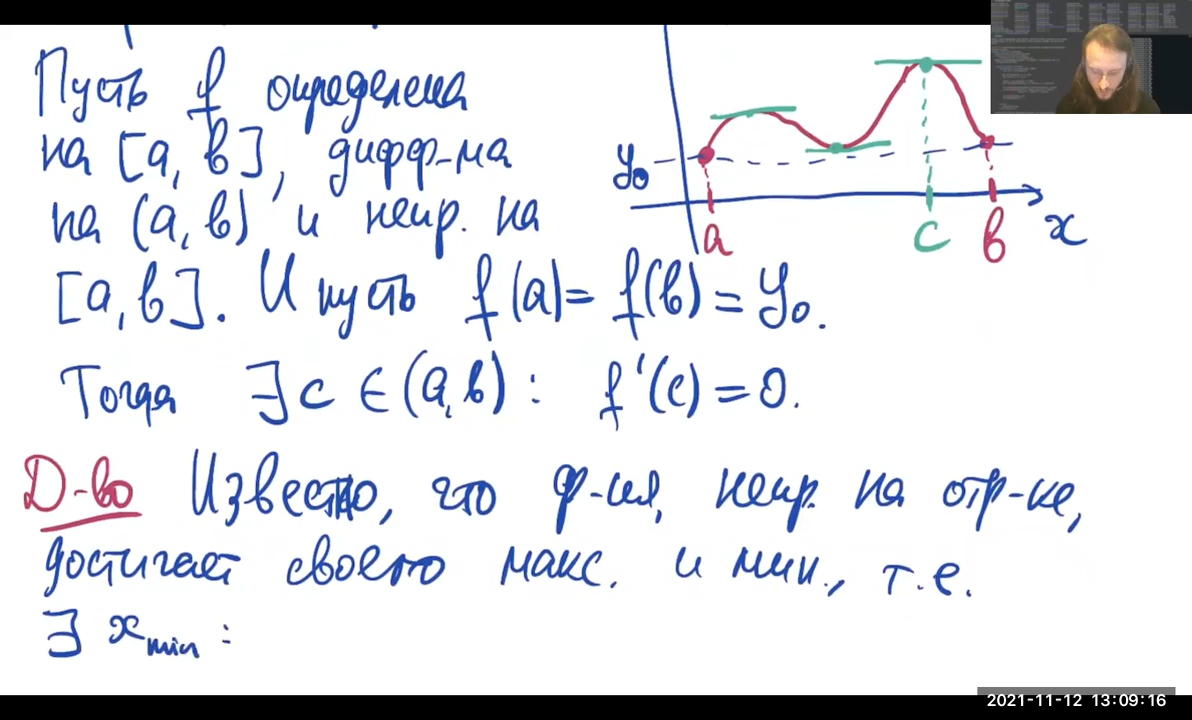 Пусть f определена
на [a, b], дифф-ма
на (a, b) и непр. на
[a, b]. И пусть f(a) = f(b) = y₀.
Тогда ∃ c ∈ (a, b) : f'(c) = 0.
y₀
a
c
b
x
Д-во Известно, что ф-ия, непр. на отр-ке,
достигает своего макс. и мин., т.е.
∃ x_min :
2021-11-12 13:09:16